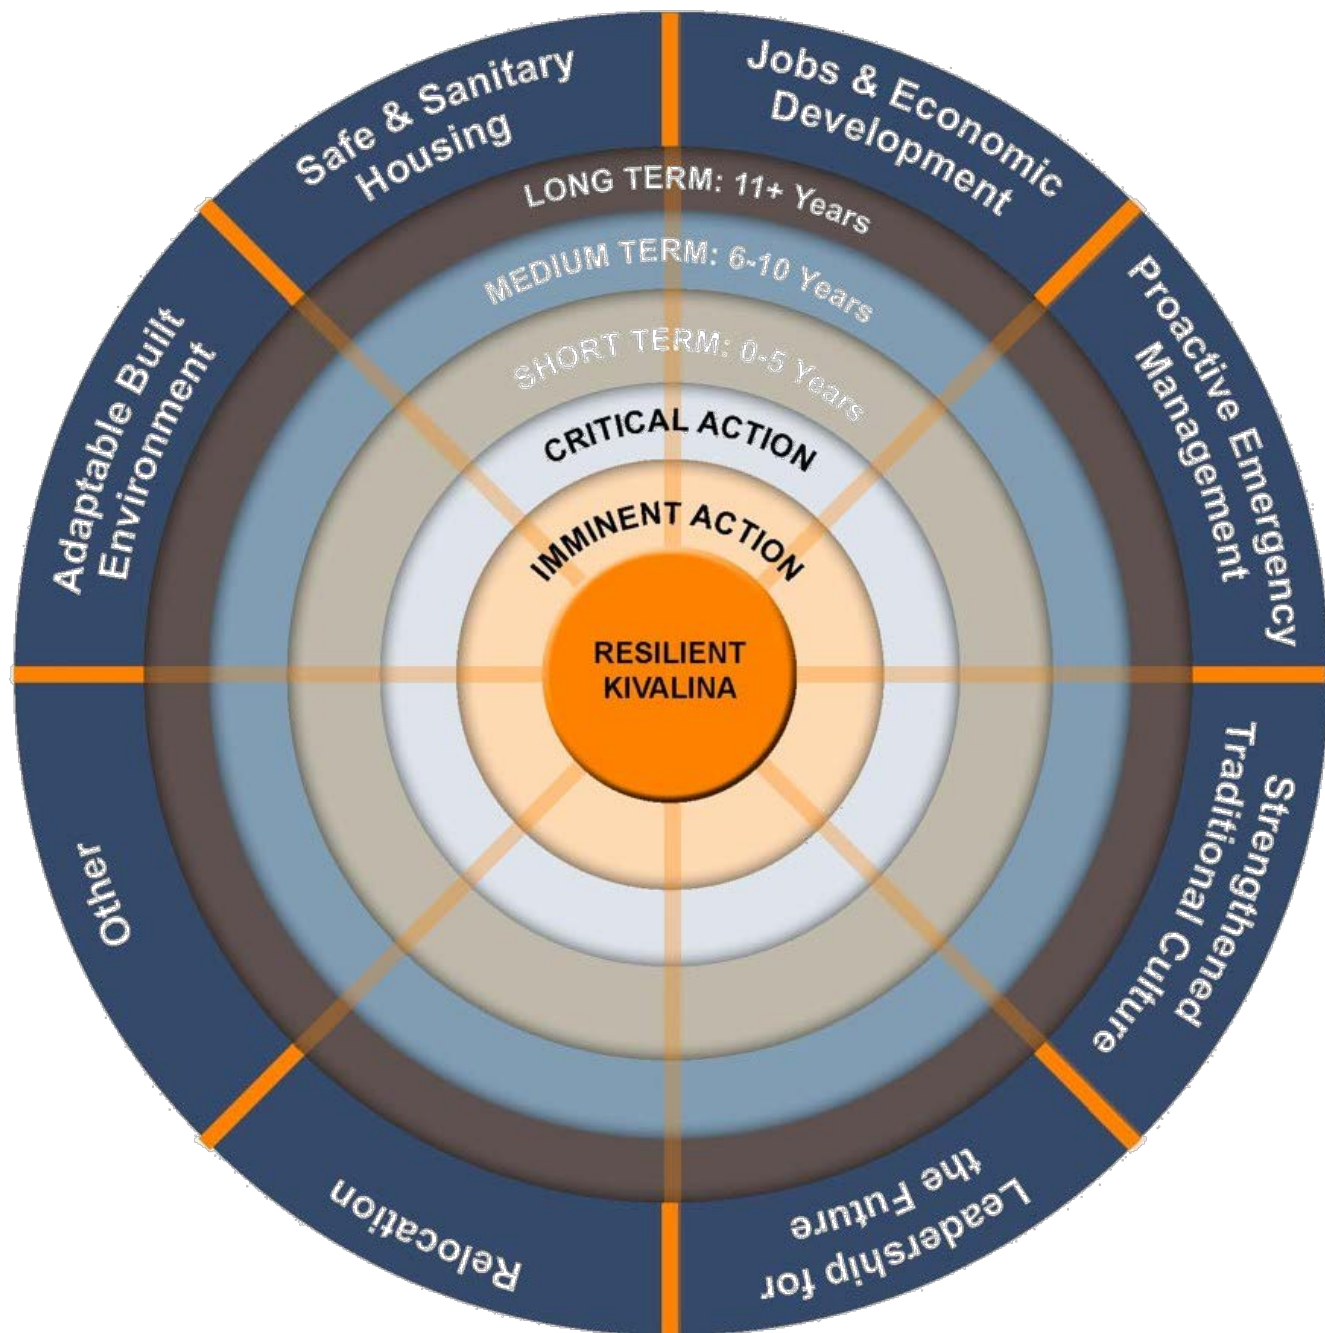 Safe & Sanitary
Housing
Jobs & Economic
Development
Proactive Emergency
Management
Strengthened
Traditional Culture
Leadership for
the Future
Relocation
Other
Adaptable Built
Environment
LONG TERM: 11+ Years
MEDIUM TERM: 6-10 Years
SHORT TERM: 0-5 Years
CRITICAL ACTION
IMMINENT ACTION
RESILIENT
KIVALINA